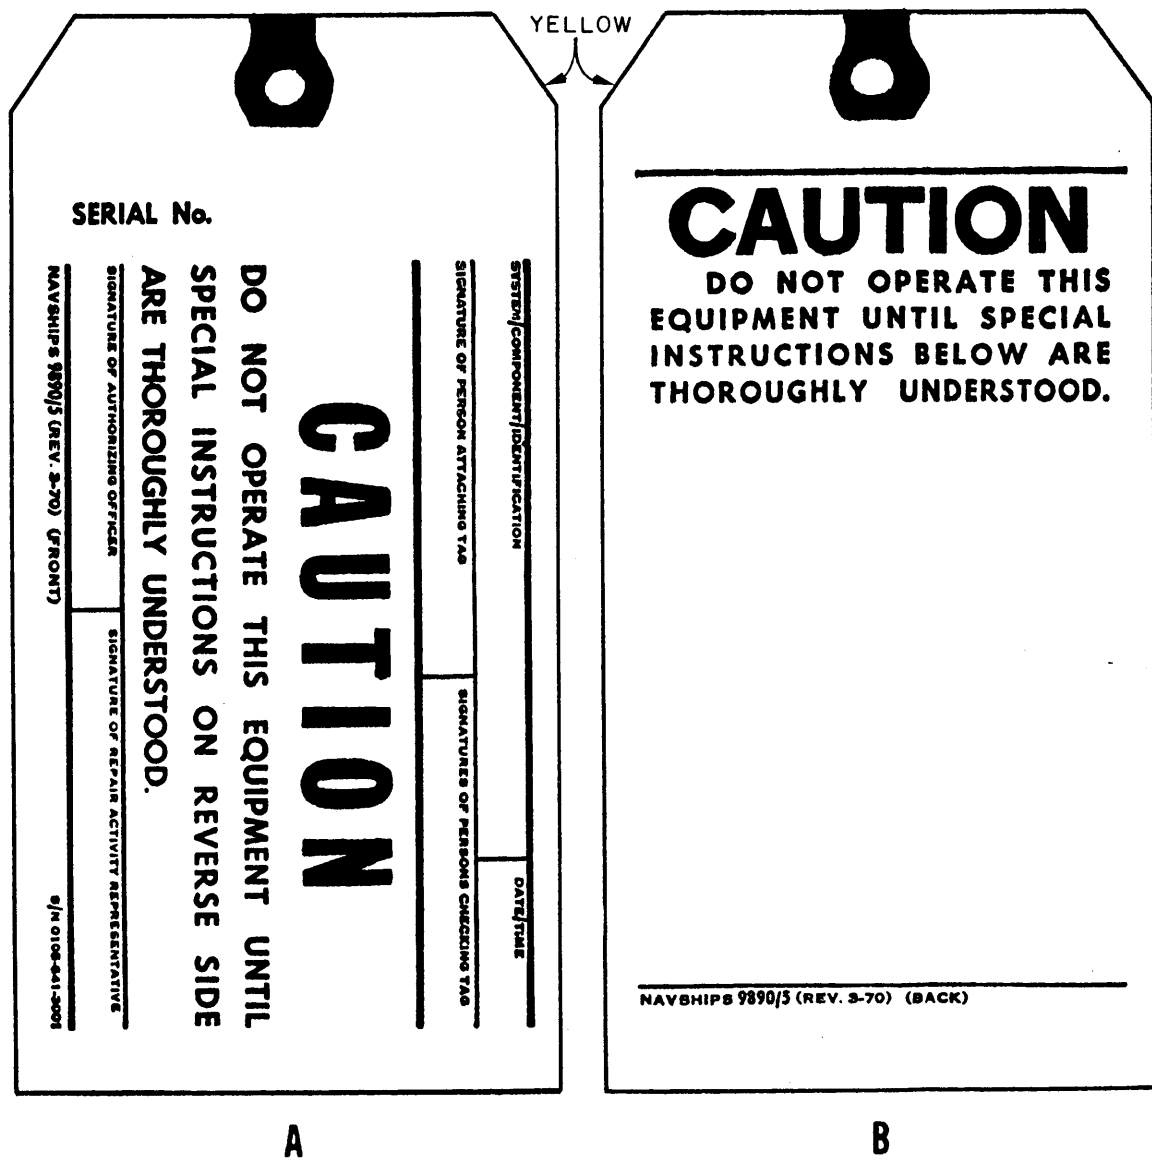 YELLOW
SERIAL No.
SYSTEM/COMPONENT/IDENTIFICATION
DATE/TIME
SIGNATURE OF PERSON ATTACHING TAG
SIGNATURES OF PERSONS CHECKING TAG
CAUTION
DO NOT OPERATE THIS EQUIPMENT UNTIL
SPECIAL INSTRUCTIONS ON REVERSE SIDE
ARE THOROUGHLY UNDERSTOOD.
SIGNATURE OF AUTHORIZING OFFICER
SIGNATURE OF REPAIR ACTIVITY REPRESENTATIVE
NAVSHIPS 9890/5 (REV. 3-70) (FRONT)
S/N 0108-641-3001
A
CAUTION
DO NOT OPERATE THIS
EQUIPMENT UNTIL SPECIAL
INSTRUCTIONS BELOW ARE
THOROUGHLY UNDERSTOOD.
NAVSHIPS 9890/5 (REV. 3-70) (BACK)
B